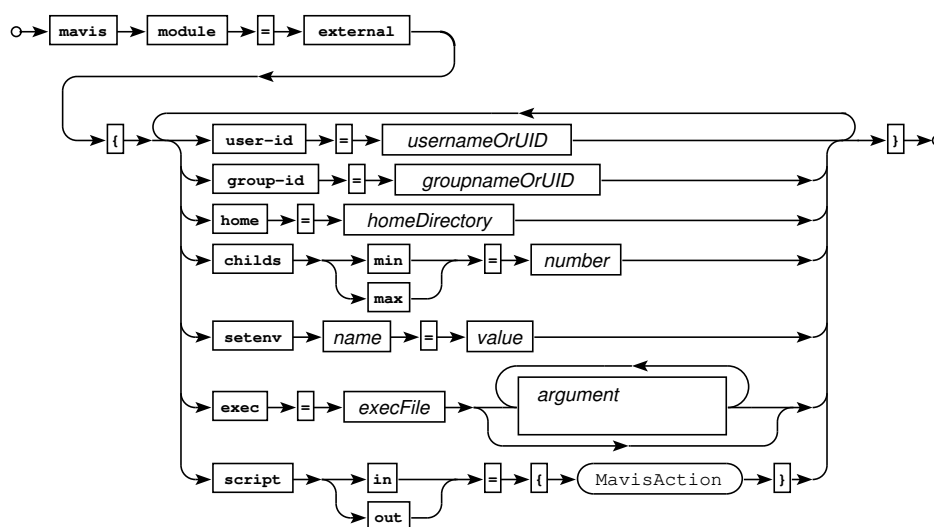 mavis module = external
{ user-id = usernameOrUID }
group-id = groupnameOrUID
home = homeDirectory
childs min = number
max
setenv name = value
exec = execFile argument
script in = { MavisAction }
out